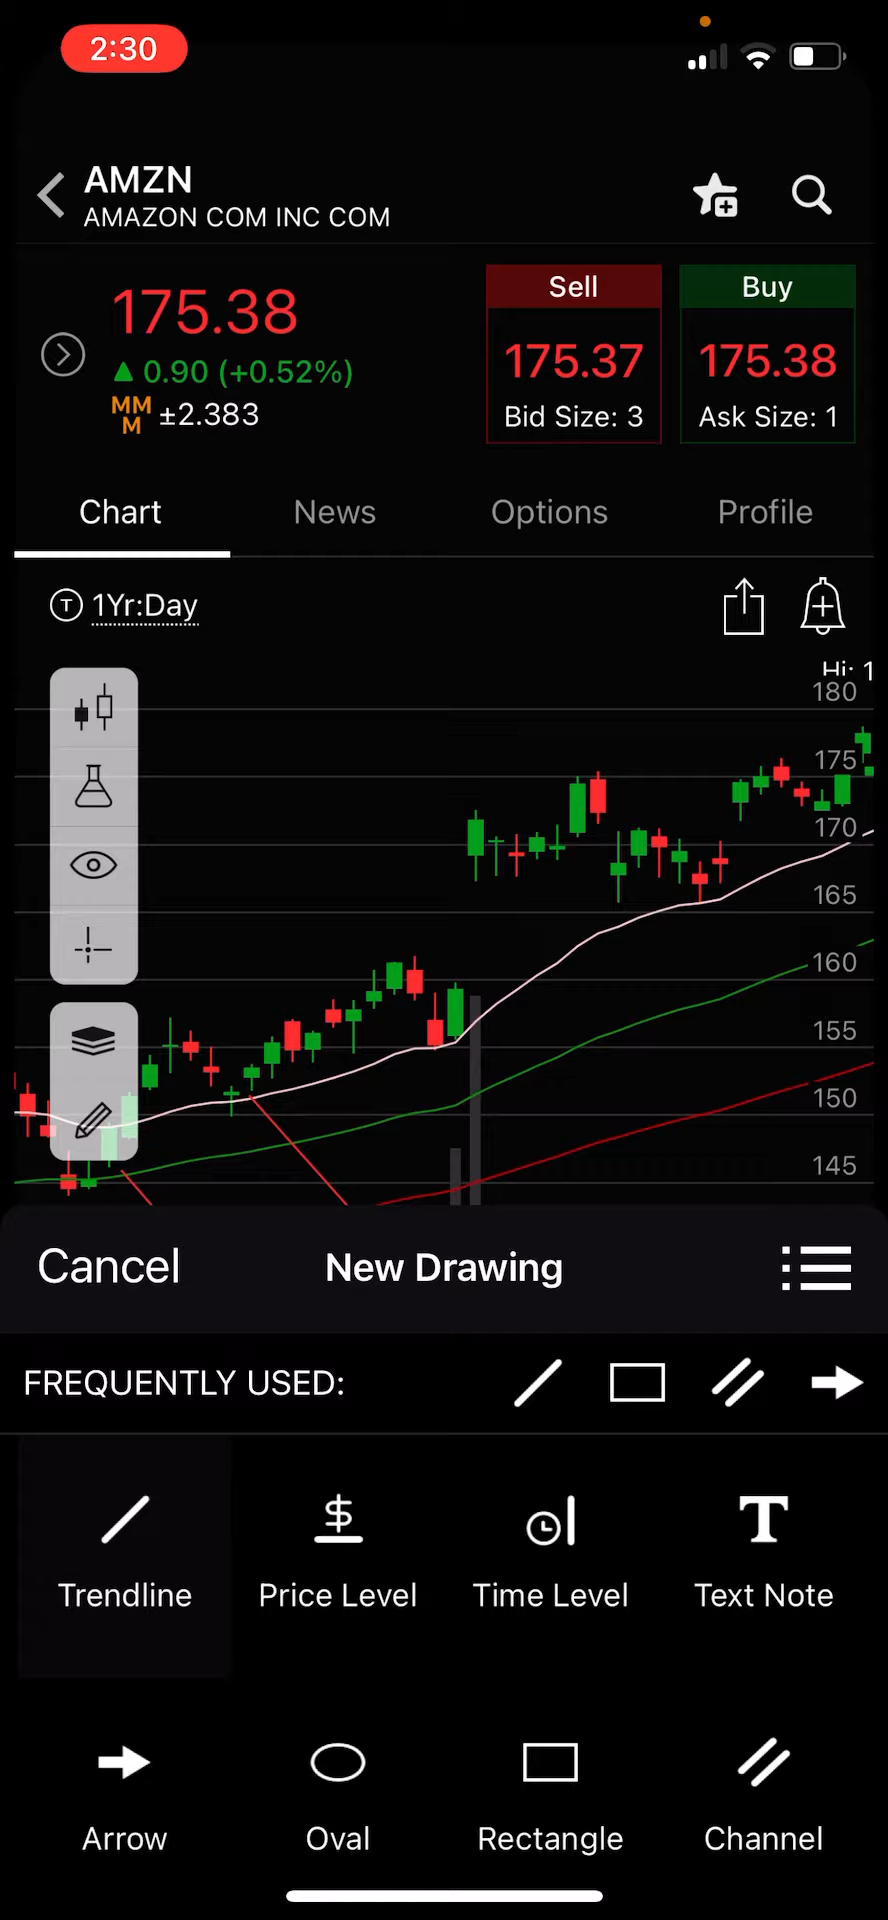 2:30
AMZN
AMAZON COM INC COM
175.38
0.90 (+0.52%)
MM
M
±2.383
Sell
175.37
Bid Size: 3
Buy
175.38
Ask Size: 1
Chart
News
Options
Profile
T
1Yr:Day
Hi: 1
180
175
170
165
160
155
150
145
Cancel
New Drawing
FREQUENTLY USED:
Trendline
Price Level
Time Level
Text Note
Arrow
Oval
Rectangle
Channel